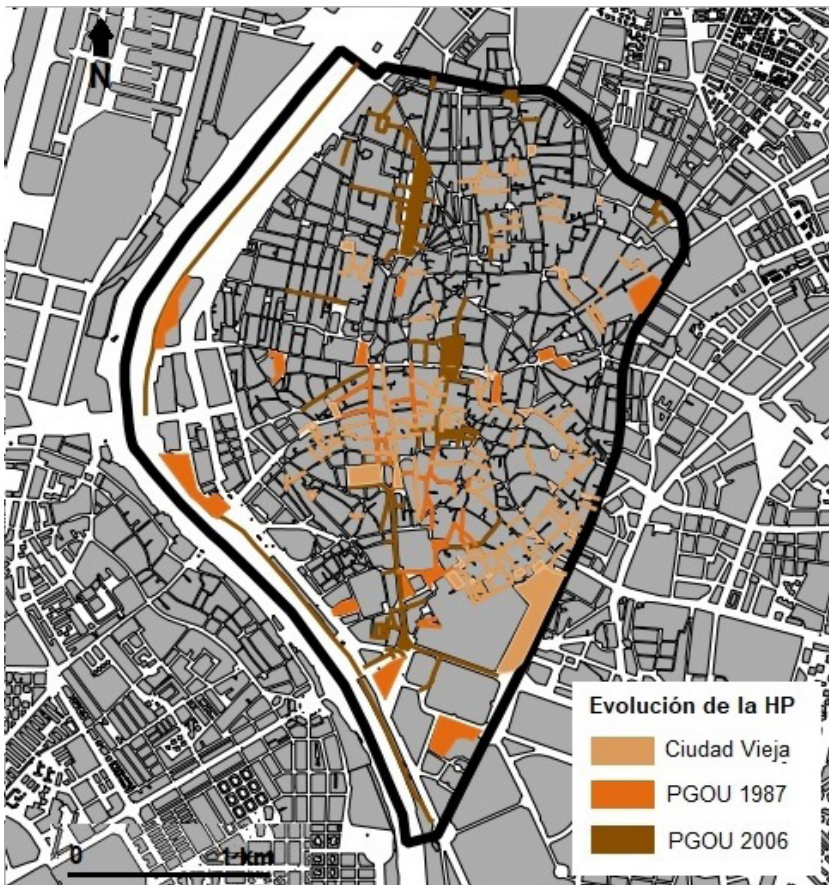 N
Evolución de la HP
Ciudad Vieja
PGOU 1987
PGOU 2006
0 1 km